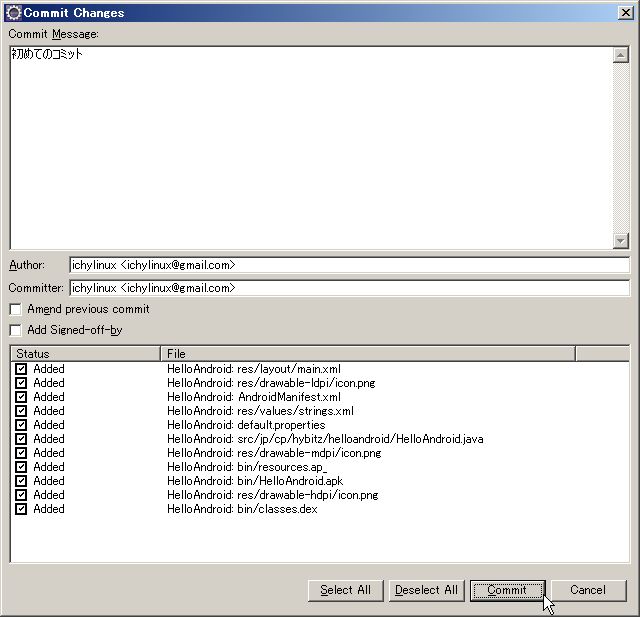 Commit Changes
Commit Message:
初めてのコミット
Author: ichylinux <ichylinux@gmail.com>
Committer: ichylinux <ichylinux@gmail.com>
Amend previous commit
Add Signed-off-by
Status File
Added HelloAndroid: res/layout/main.xml
Added HelloAndroid: res/drawable-ldpi/icon.png
Added HelloAndroid: AndroidManifest.xml
Added HelloAndroid: res/values/strings.xml
Added HelloAndroid: default.properties
Added HelloAndroid: src/jp/cp/hybitz/helloandroid/HelloAndroid.java
Added HelloAndroid: res/drawable-mdpi/icon.png
Added HelloAndroid: bin/resources.ap_
Added HelloAndroid: bin/HelloAndroid.apk
Added HelloAndroid: res/drawable-hdpi/icon.png
Added HelloAndroid: bin/classes.dex
Select All Deselect All Commit Cancel